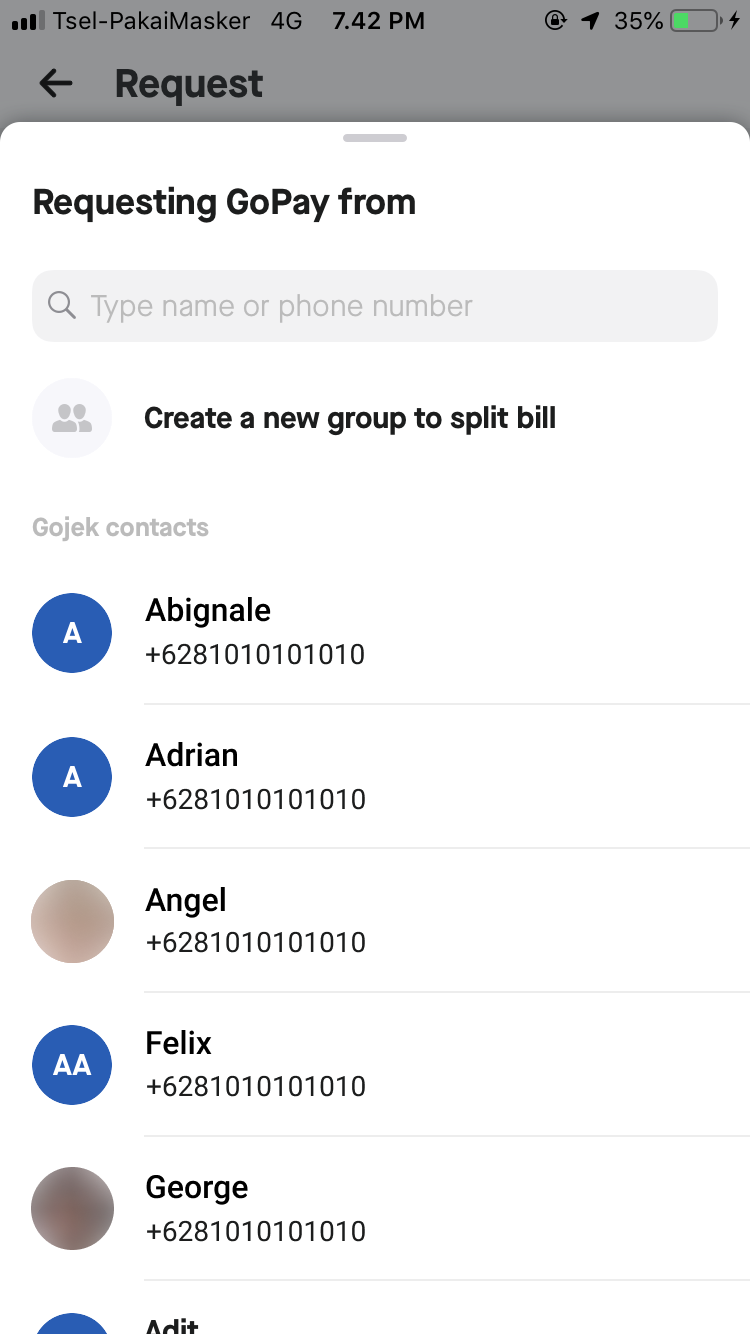 Tsel-PakaiMasker 4G 7.42 PM 35%
Request
Requesting GoPay from
Type name or phone number
Create a new group to split bill
Gojek contacts
A
Abignale
+6281010101010
A
Adrian
+6281010101010
Angel
+6281010101010
AA
Felix
+6281010101010
George
+6281010101010
Adit